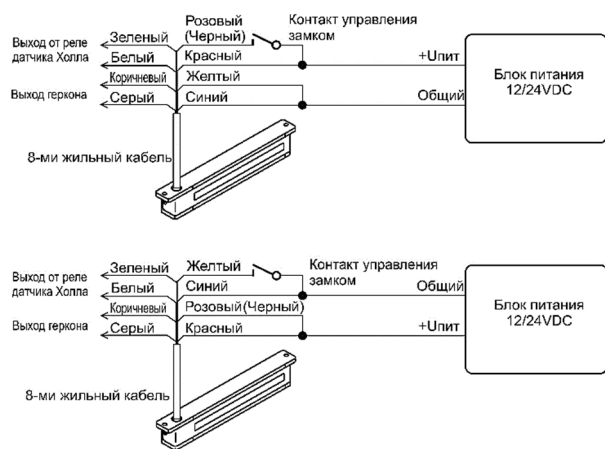 Зеленый
Розовый
(Черный)
Контакт управления
замком
Выход от реле
датчика Холла
Белый
Красный
+Uпит
Блок питания
12/24VDC
Коричневый
Желтый
Выход геркона
Серый
Синий
Общий
8-ми жильный кабель
Зеленый
Желтый
Контакт управления
замком
Выход от реле
датчика Холла
Белый
Синий
Общий
Блок питания
12/24VDC
Коричневый
Розовый(Черный)
Выход геркона
Серый
Красный
+Uпит
8-ми жильный кабель